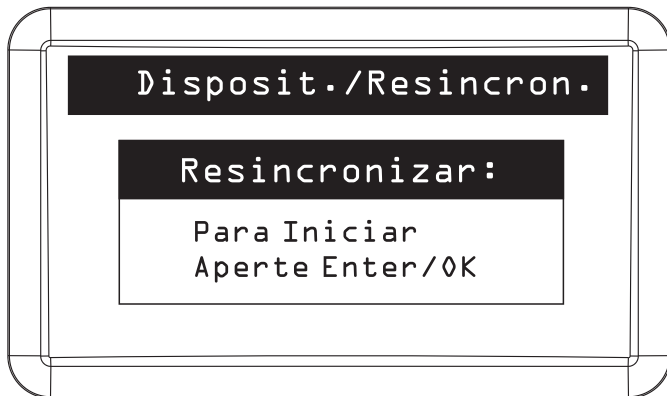 Disposit./Resincron.
Resincronizar:
Para Iniciar
Aperte Enter/OK